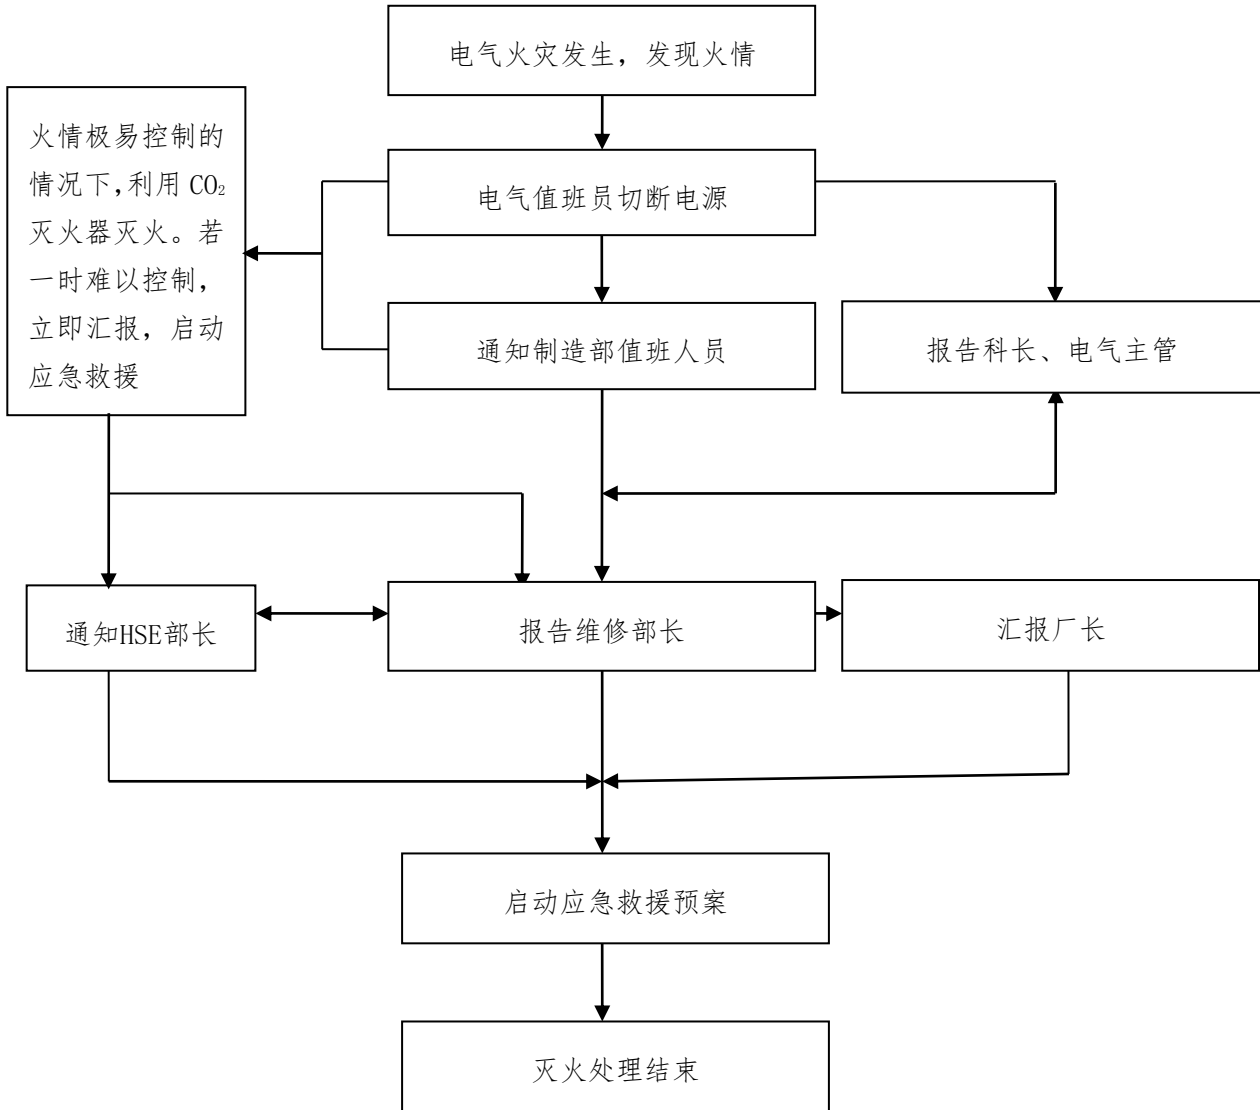 电气火灾发生，发现火情
火情极易控制的
情况下，利用 CO₂
灭火器灭火。若
一时难以控制，
立即汇报，启动
应急救援
电气值班员切断电源
通知制造部值班人员
报告科长、电气主管
通知HSE部长
报告维修部长
汇报厂长
启动应急救援预案
灭火处理结束